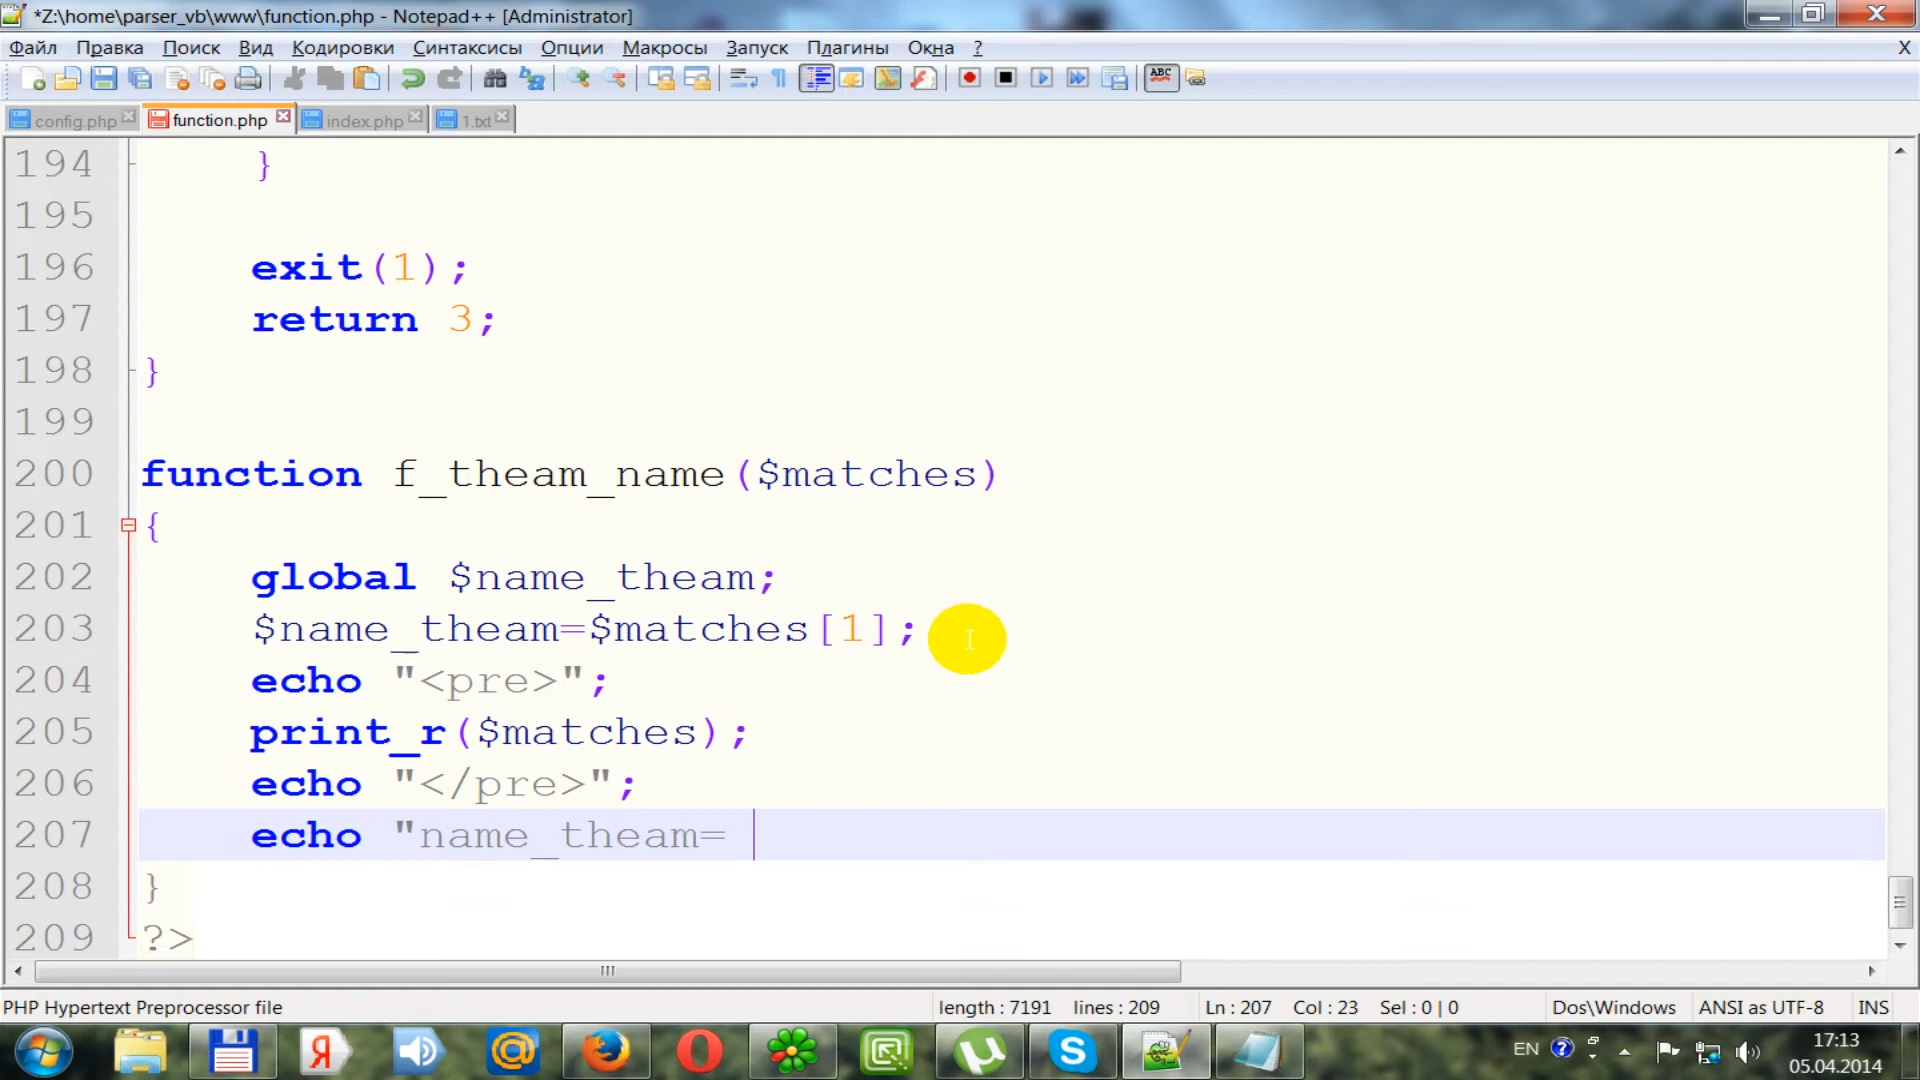 *Z:\home\parser_vb\www\function.php - Notepad++ [Administrator]
Файл Правка Поиск Вид Кодировки Синтаксисы Опции Макросы Запуск Плагины Окна ? X
ABC
config.php function.php index.php 1.txt
194 }
195
196 exit(1);
197 return 3;
198 }
199
200 function f_theam_name($matches)
201 {
202 global $name_theam;
203 $name_theam=$matches[1];
204 echo "<pre>";
205 print_r($matches);
206 echo "</pre>";
207 echo "name_theam=
208 }
209 ?>
PHP Hypertext Preprocessor file length : 7191 lines : 209 Ln : 207 Col : 23 Sel : 0 | 0 Dos\Windows ANSI as UTF-8 INS
EN 17:13
05.04.2014